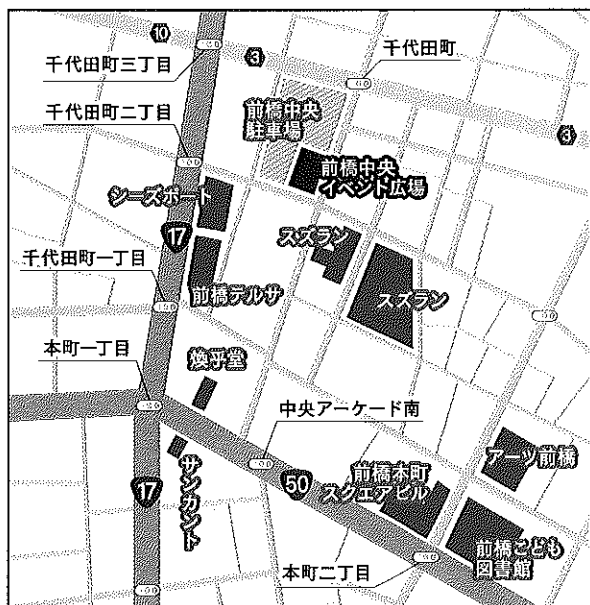 10
千代田町三丁目
3
千代田町
千代田町二丁目
前橋中央
駐車場
3
前橋中央
イベント広場
シーズポート
17
スズラン
千代田町一丁目
前橋テルサ
スズラン
本町一丁目
煥乎堂
中央アーケード南
アーツ前橋
サンカント
17
50
前橋本町
スクエアビル
前橋こども
図書館
本町二丁目